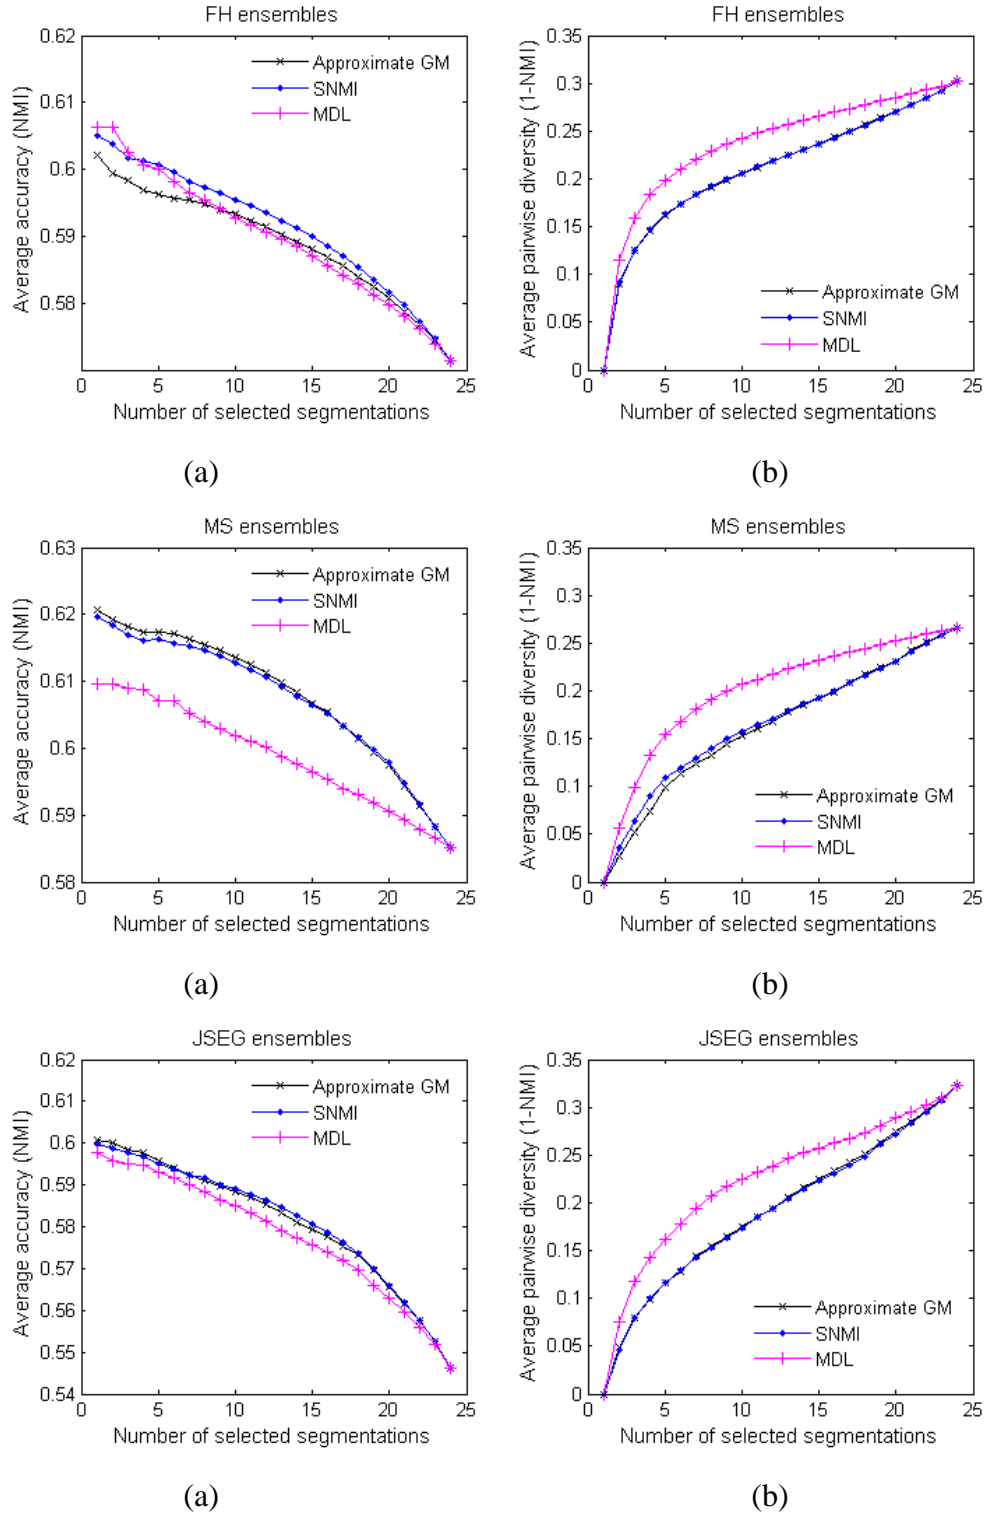 FH ensembles
0.62
0.61
0.6
0.59
0.58
Average accuracy (NMI)
Approximate GM
SNMI
MDL
0 5 10 15 20 25
Number of selected segmentations
(a)
FH ensembles
0.35
0.3
0.25
0.2
0.15
0.1
0.05
0
Average pairwise diversity (1-NMI)
Approximate GM
SNMI
MDL
0 5 10 15 20 25
Number of selected segmentations
(b)
MS ensembles
0.63
0.62
0.61
0.6
0.59
0.58
Average accuracy (NMI)
Approximate GM
SNMI
MDL
0 5 10 15 20 25
Number of selected segmentations
(a)
MS ensembles
0.35
0.3
0.25
0.2
0.15
0.1
0.05
0
Average pairwise diversity (1-NMI)
Approximate GM
SNMI
MDL
0 5 10 15 20 25
Number of selected segmentations
(b)
JSEG ensembles
0.62
0.61
0.6
0.59
0.58
0.57
0.56
0.55
0.54
Average accuracy (NMI)
Approximate GM
SNMI
MDL
0 5 10 15 20 25
Number of selected segmentations
(a)
JSEG ensembles
0.35
0.3
0.25
0.2
0.15
0.1
0.05
0
Average pairwise diversity (1-NMI)
Approximate GM
SNMI
MDL
0 5 10 15 20 25
Number of selected segmentations
(b)